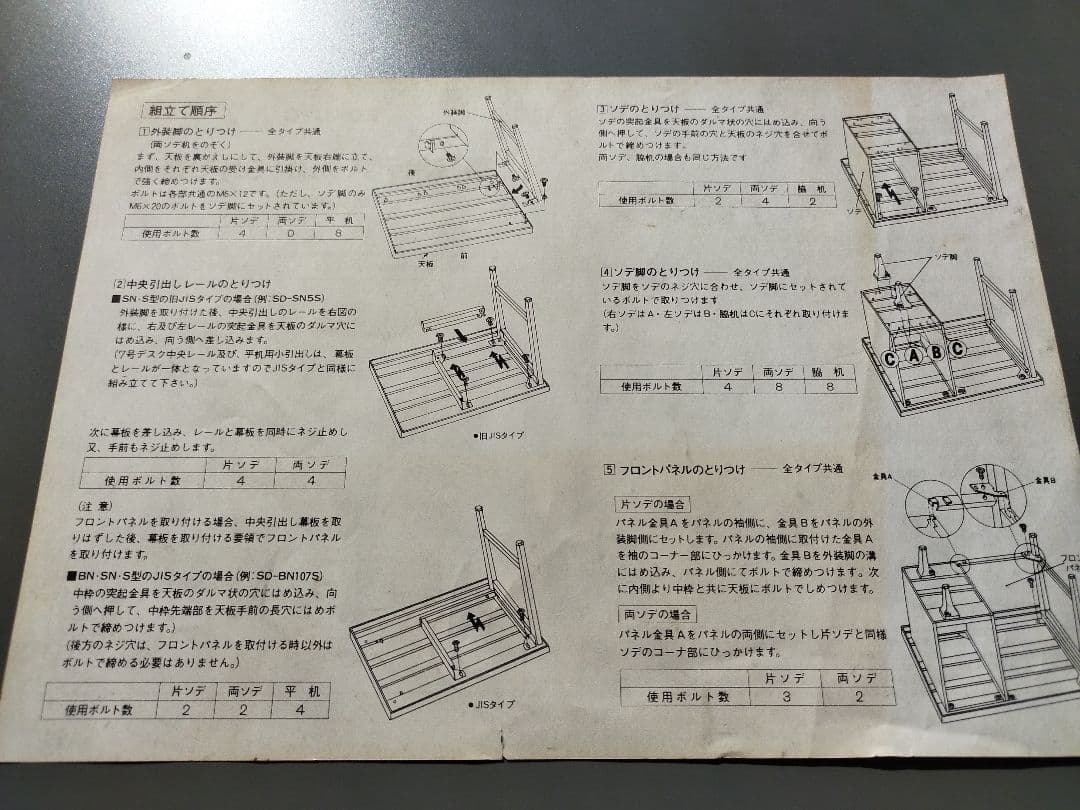 組立て順序
1 外装脚のとりつけ —— 全タイプ共通
(両ソデ机をのぞく)
まず、天板を裏がえしにして、外装脚を天板右端に立て、
内側をそれぞれ天板の受け金具に引掛け、外側をボルト
で強く締めつけます。
ボルトは各部共通のM6×12です。(ただし、ソデ脚のみ
M6×20のボルトをソデ脚にセットされています。)
片ソデ 両ソデ 平机
使用ボルト数 4 0 8
外装脚
後
天板 前
(2) 中央引出しレールのとりつけ
■SN・S型の旧JISタイプの場合(例:SD-SN5S)
外装脚を取り付けた後、中央引出しのレールを右図の
様に、右及び左レールの突起金具を天板のダルマ穴に
はめ込み、向う側へ差し込みます。
(7号デスク中央レール及び、平机用小引出しは、幕板
とレールが一体となっていますのでJISタイプと同様に
組み立てて下さい。)
●旧JISタイプ
次に幕板を差し込み、レールと幕板を同時にネジ止めし
又、手前もネジ止めします。
片ソデ 両ソデ
使用ボルト数 4 4
(注意)
フロントパネルを取り付ける場合、中央引出し幕板を取
りはずした後、幕板を取り付ける要領でフロントパネル
を取り付けます。
■BN・SN・S型のJISタイプの場合(例:SD-BN107S)
中枠の突起金具を天板のダルマ状の穴にはめ込み、向
う側へ押して、中枠先端部を天板手前の長穴にはめボ
ルトで締めつけます。)
(後方のネジ穴は、フロントパネルを取付ける時以外は
ボルトで締める必要はありません。)
片ソデ 両ソデ 平机
使用ボルト数 2 2 4
●JISタイプ
3 ソデのとりつけ —— 全タイプ共通
ソデの突起金具を天板のダルマ状の穴にはめ込み、向う
側へ押して、ソデの手前の穴と天板のネジ穴を合せてボ
ルトで締めつけます。
両ソデ、脇机の場合も同じ方法です
片ソデ 両ソデ 脇机
使用ボルト数 2 4 2
ソデ
4 ソデ脚のとりつけ —— 全タイプ共通
ソデ脚をソデのネジ穴に合わせ、ソデ脚にセットされて
いるボルトで取りつけます
(右ソデはA・左ソデはB・脇机はCにそれぞれ取り付けま
す。)
片ソデ 両ソデ 脇机
使用ボルト数 4 8 8
ソデ脚
C A B C
5 フロントパネルのとりつけ —— 全タイプ共通
片ソデの場合
パネル金具Aをパネルの袖側に、金具Bをパネルの外
装脚側にセットします。パネルの袖側に取付けた金具A
を袖のコーナー部にひっかけます。金具Bを外装脚の溝
にはめ込み、パネル側にてボルトで締めつけます。次
に内側より中枠と共に天板にボルトでしめつけます。
両ソデの場合
パネル金具Aをパネルの両側にセットし片ソデと同様
ソデのコーナ部にひっかけます。
片ソデ 両ソデ
使用ボルト数 3 2
金具A
金具B
フロン
パネ